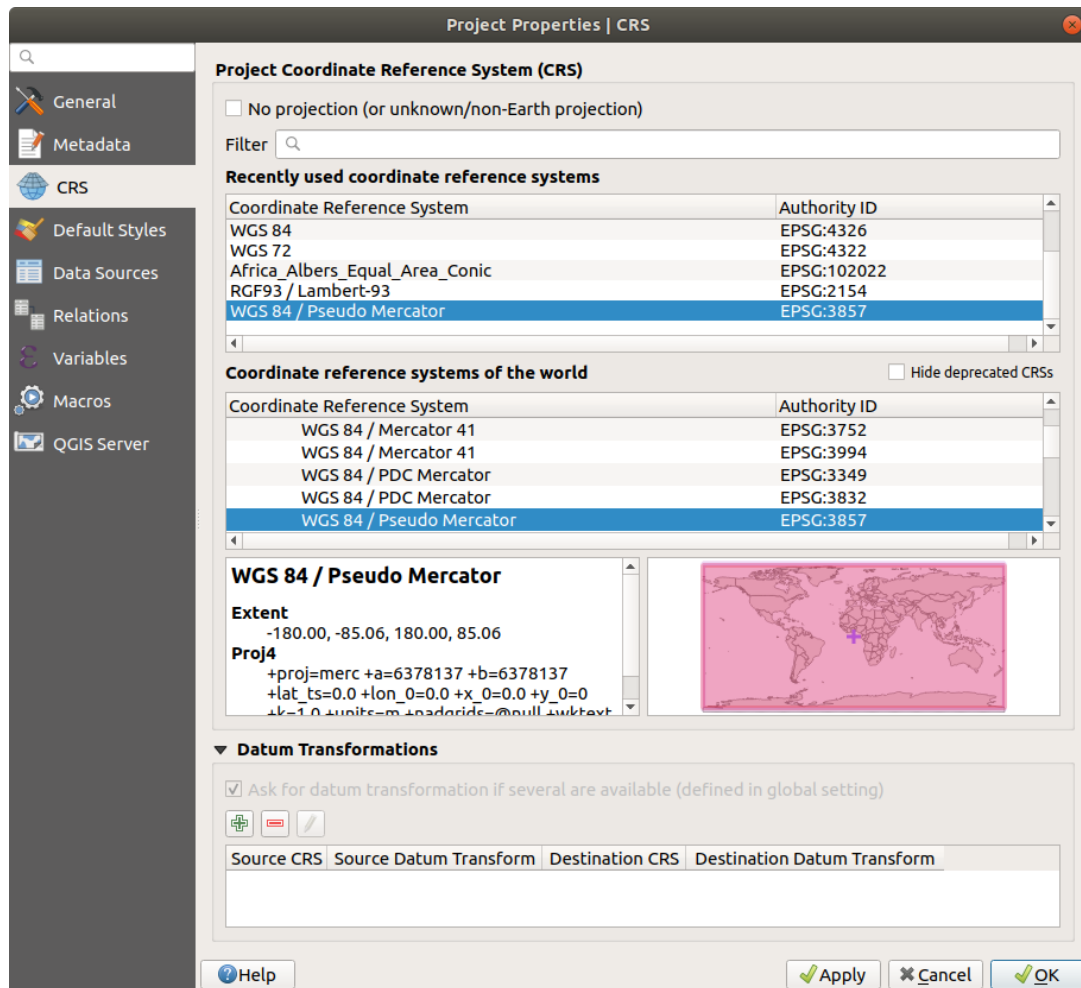 Project Properties | CRS
General
Metadata
CRS
Default Styles
Data Sources
Relations
Variables
Macros
QGIS Server
Project Coordinate Reference System (CRS)
No projection (or unknown/non-Earth projection)
Filter
Recently used coordinate reference systems
Coordinate Reference System Authority ID
WGS 84 EPSG:4326
WGS 72 EPSG:4322
Africa_Albers_Equal_Area_Conic EPSG:102022
RGF93 / Lambert-93 EPSG:2154
WGS 84 / Pseudo Mercator EPSG:3857
Coordinate reference systems of the world Hide deprecated CRSs
Coordinate Reference System Authority ID
WGS 84 / Mercator 41 EPSG:3752
WGS 84 / Mercator 41 EPSG:3994
WGS 84 / PDC Mercator EPSG:3349
WGS 84 / PDC Mercator EPSG:3832
WGS 84 / Pseudo Mercator EPSG:3857
WGS 84 / Pseudo Mercator
Extent
-180.00, -85.06, 180.00, 85.06
Proj4
+proj=merc +a=6378137 +b=6378137
+lat_ts=0.0 +lon_0=0.0 +x_0=0.0 +y_0=0
+k=1.0 +units=m +nadgrids=@null +wktext
Datum Transformations
Ask for datum transformation if several are available (defined in global setting)
Source CRS Source Datum Transform Destination CRS Destination Datum Transform
Help Apply Cancel OK